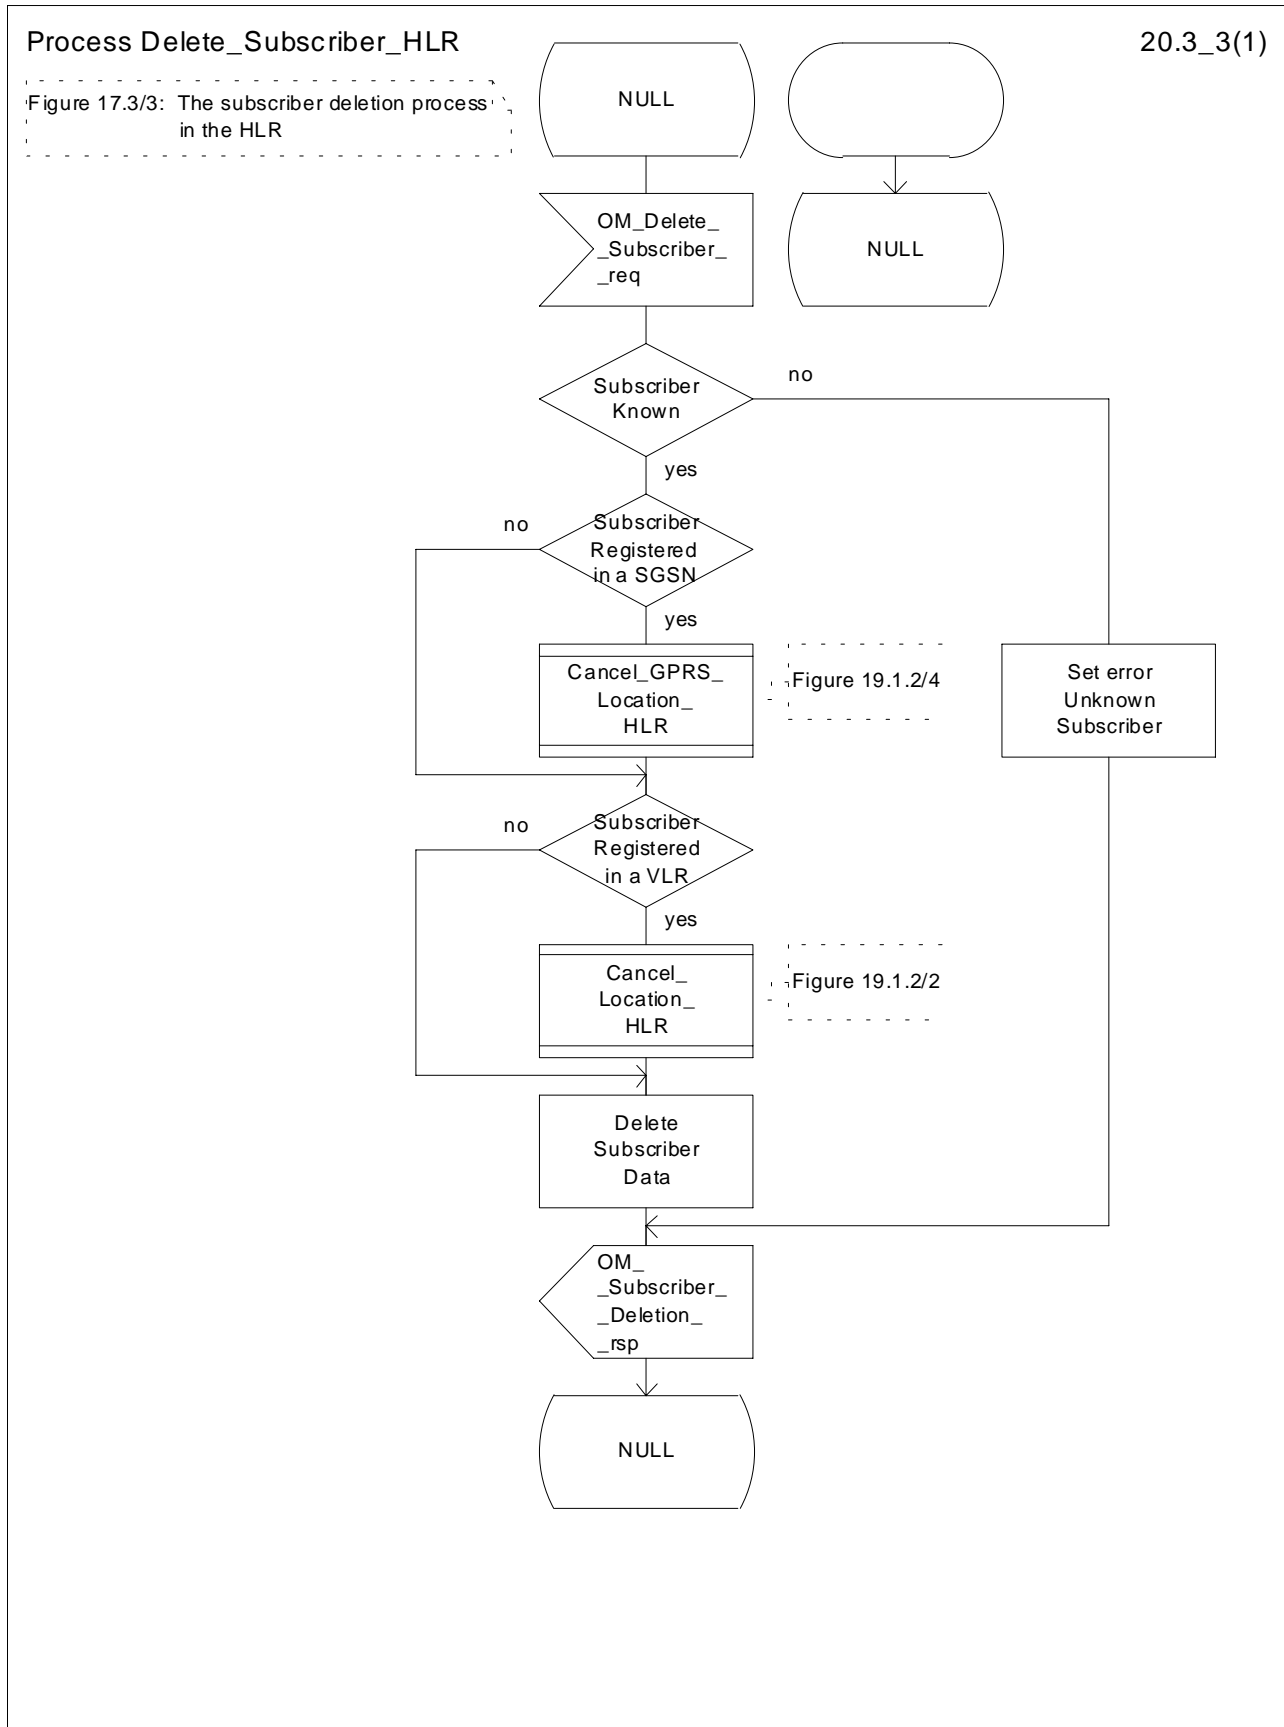 Process Delete_Subscriber_HLR
20.3_3(1)
Figure 17.3/3: The subscriber deletion process
in the HLR
NULL
OM_Delete_
_Subscriber_
_req
NULL
Subscriber
Known
no
yes
Subscriber
Registered
in a SGSN
no
yes
Cancel_GPRS_
Location_
HLR
Figure 19.1.2/4
Set error
Unknown
Subscriber
Subscriber
Registered
in a VLR
no
yes
Cancel_
Location_
HLR
Figure 19.1.2/2
Delete
Subscriber
Data
OM_
_Subscriber_
_Deletion_
_rsp
NULL